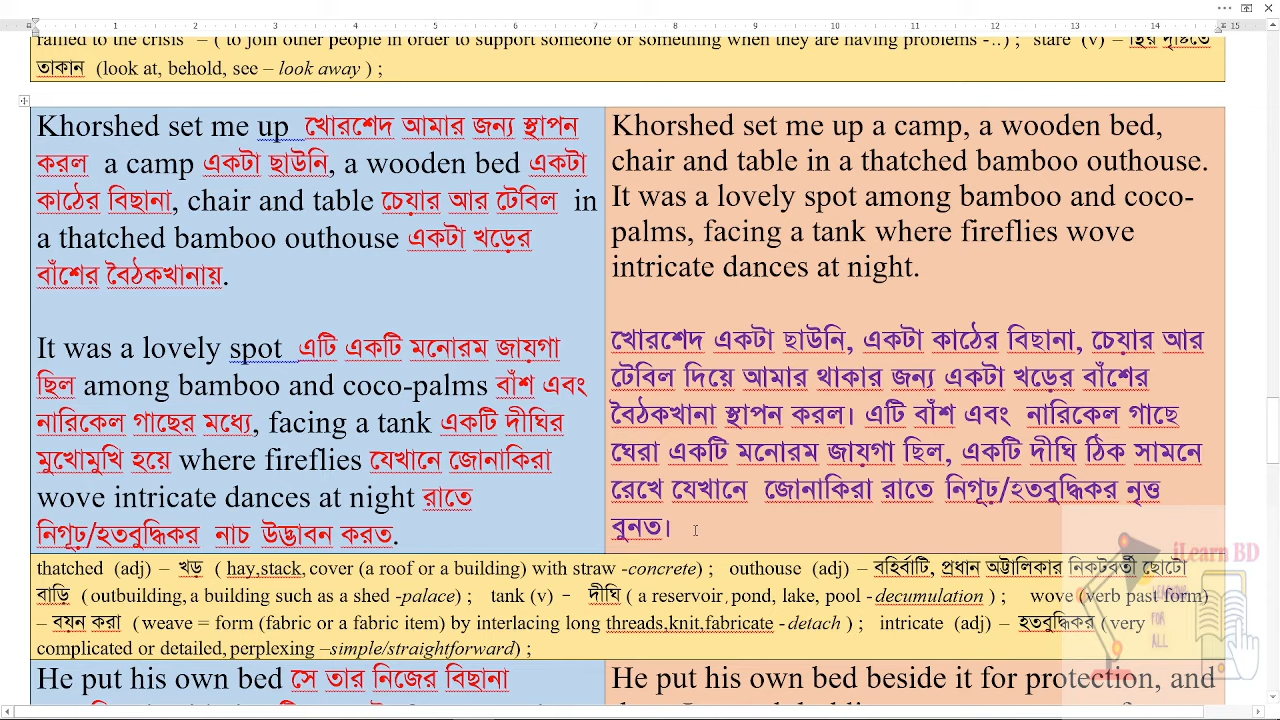 rallied to the crisis – ( to join other people in order to support someone or something when they are having problems -..) ; stare (v) – স্থির দৃষ্টিতে
তাকান (look at, behold, see – look away ) ;
Khorshed set me up খোরশেদ আমার জন্য স্থাপন
করল a camp একটা ছাউনি, a wooden bed একটা
কাঠের বিছানা, chair and table চেয়ার আর টেবিল in
a thatched bamboo outhouse একটা খড়ের
বাঁশের বৈঠকখানায়.
It was a lovely spot এটি একটি মনোরম জায়গা
ছিল among bamboo and coco-palms বাঁশ এবং
নারিকেল গাছের মধ্যে, facing a tank একটি দীঘির
মুখোমুখি হয়ে where fireflies যেখানে জোনাকিরা
wove intricate dances at night রাতে
নিগূঢ়/হতবুদ্ধিকর নাচ উদ্ভাবন করত.
Khorshed set me up a camp, a wooden bed,
chair and table in a thatched bamboo outhouse.
It was a lovely spot among bamboo and coco-
palms, facing a tank where fireflies wove
intricate dances at night.
খোরশেদ একটা ছাউনি, একটা কাঠের বিছানা, চেয়ার আর
টেবিল দিয়ে আমার থাকার জন্য একটা খড়ের বাঁশের
বৈঠকখানা স্থাপন করল। এটি বাঁশ এবং নারিকেল গাছে
ঘেরা একটি মনোরম জায়গা ছিল, একটি দীঘি ঠিক সামনে
রেখে যেখানে জোনাকিরা রাতে নিগূঢ়/হতবুদ্ধিকর নৃত্ত
বুনত।
thatched (adj) – খড় ( hay,stack, cover (a roof or a building) with straw -concrete) ; outhouse (adj) – বহির্বাটি, প্রধান অট্টালিকার নিকটবর্তী ছোটো
বাড়ি (outbuilding, a building such as a shed -palace) ; tank (v) – দীঘি ( a reservoir, pond, lake, pool - decumulation ) ; wove (verb past form)
– বয়ন করা (weave = form (fabric or a fabric item) by interlacing long threads,knit,fabricate -detach ) ; intricate (adj) – হতবুদ্ধিকর (very
complicated or detailed, perplexing –simple/straightforward) ;
He put his own bed সে তার নিজের বিছানা
He put his own bed beside it for protection, and
iLearn BD
LEARNING
FOR
ALL